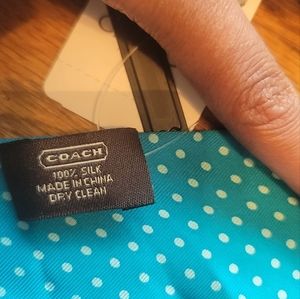 COACH
100% SILK
MADE IN CHINA
DRY CLEAN